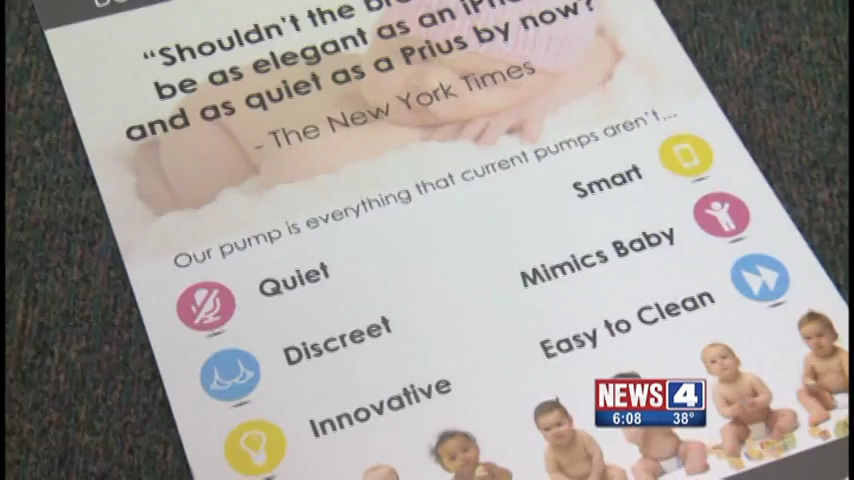 “Shouldn't the
be as elegant as an
and as quiet as a Prius by now?
- The New York Times
Our pump is everything that current pumps aren't...
Quiet
Discreet
Innovative
Smart
Mimics Baby
Easy to Clean
NEWS 4
6:08 38°